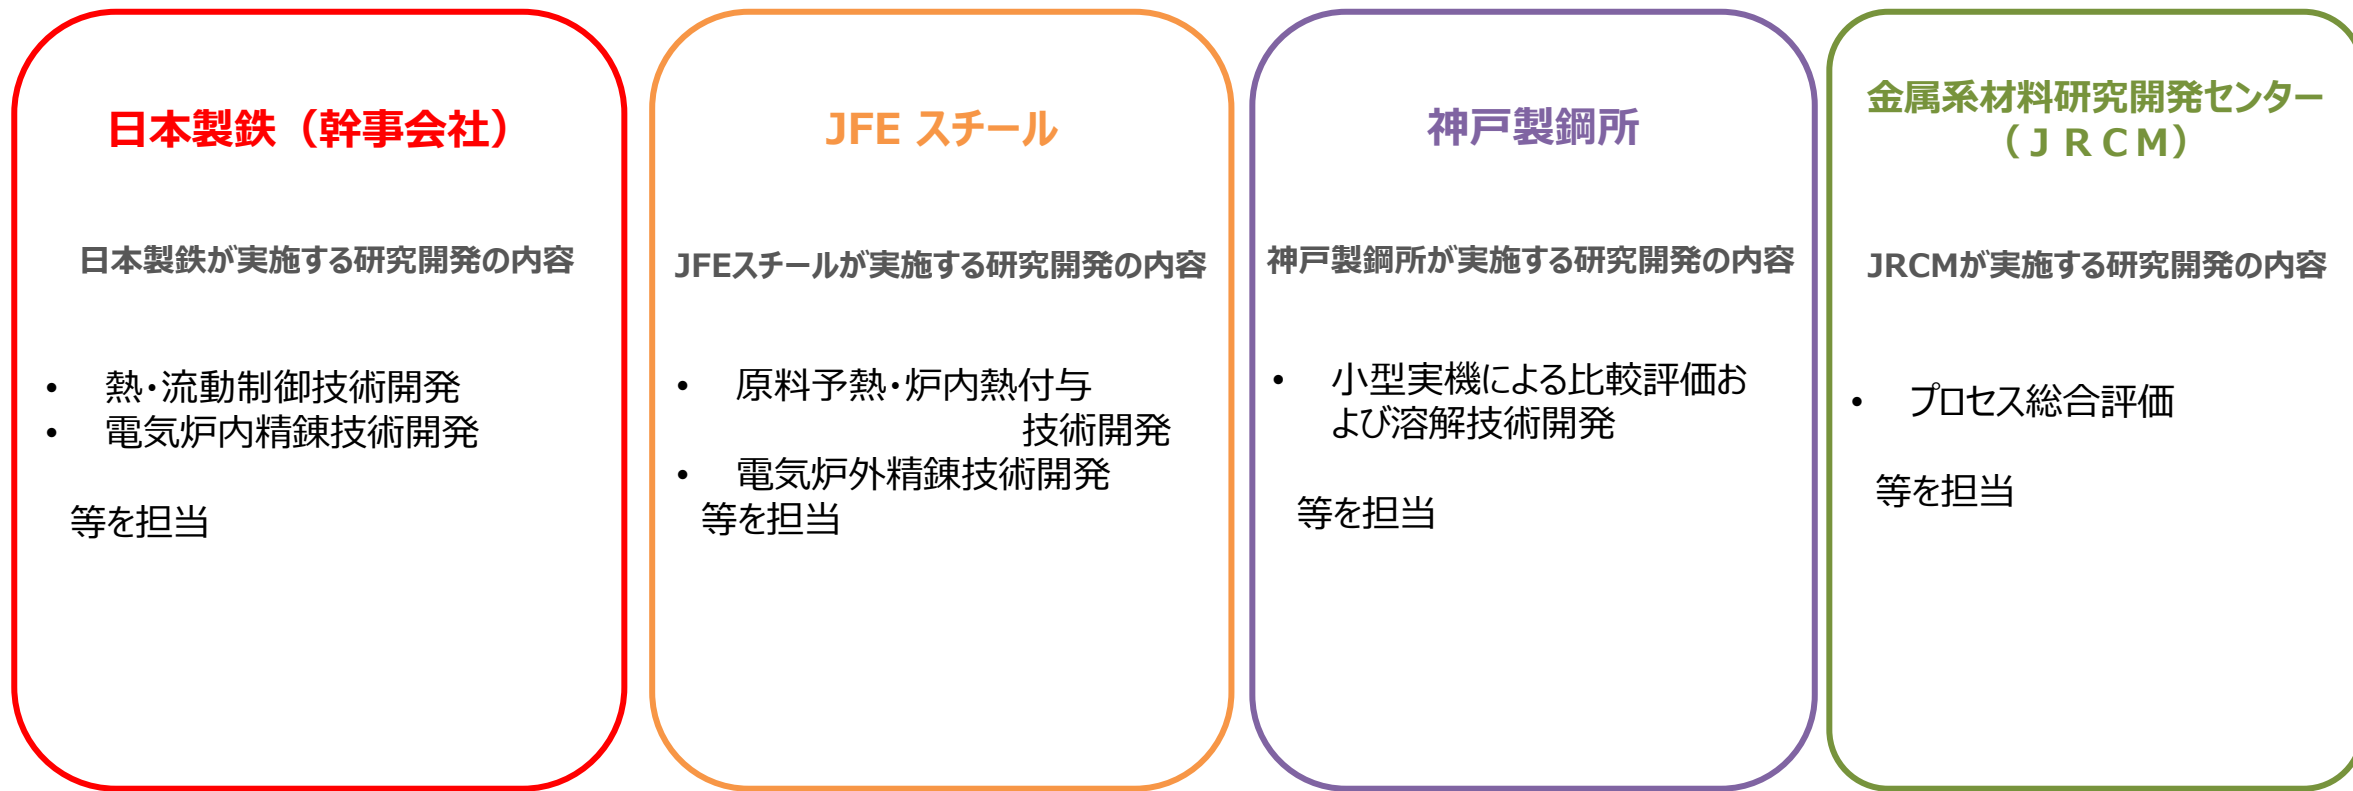 日本製鉄（幹事会社）
日本製鉄が実施する研究開発の内容
• 熱・流動制御技術開発
• 電気炉内精錬技術開発
等を担当
JFE スチール
JFEスチールが実施する研究開発の内容
• 原料予熱・炉内熱付与
技術開発
• 電気炉外精錬技術開発
等を担当
神戸製鋼所
神戸製鋼所が実施する研究開発の内容
• 小型実機による比較評価お
よび溶解技術開発
等を担当
金属系材料研究開発センター
（ＪＲＣＭ）
JRCMが実施する研究開発の内容
• プロセス総合評価
等を担当